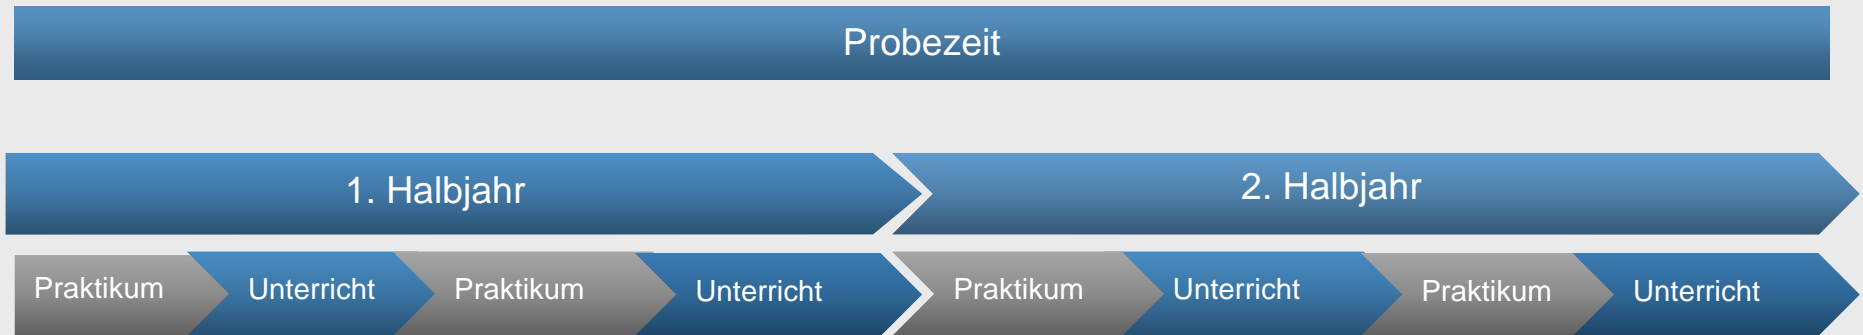 Probezeit
1. Halbjahr 2. Halbjahr
Praktikum Unterricht Praktikum Unterricht Praktikum Unterricht Praktikum Unterricht